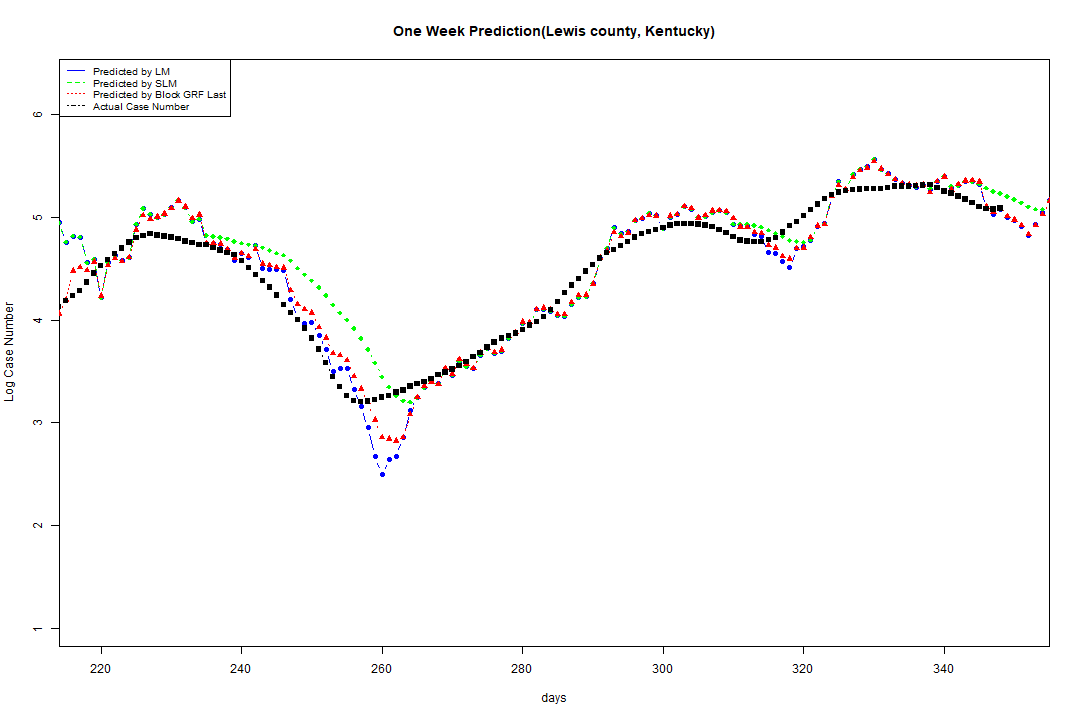 One Week Prediction(Lewis county, Kentucky)
Predicted by LM
Predicted by SLM
Predicted by Block GRF Last
Actual Case Number
6
5
4
3
2
1
Log Case Number
220 240 260 280 300 320 340
days